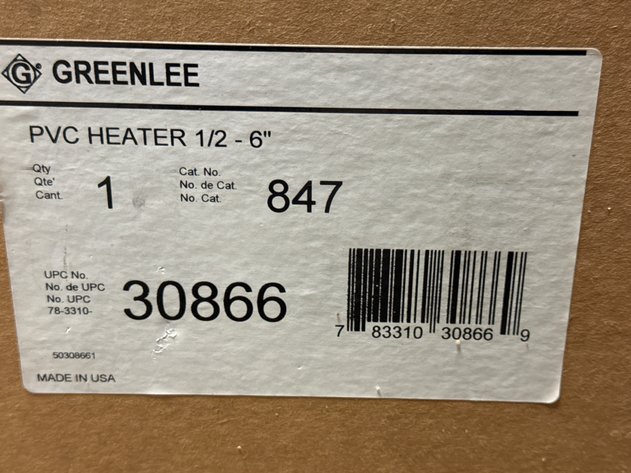 G GREENLEE
PVC HEATER 1/2 - 6"
Qty
Qte'
Cant.
1
Cat. No.
No. de Cat.
No. Cat.
847
UPC No.
No. de UPC
No. UPC
78-3310-
30866
7 83310 30866 9
50308661
MADE IN USA